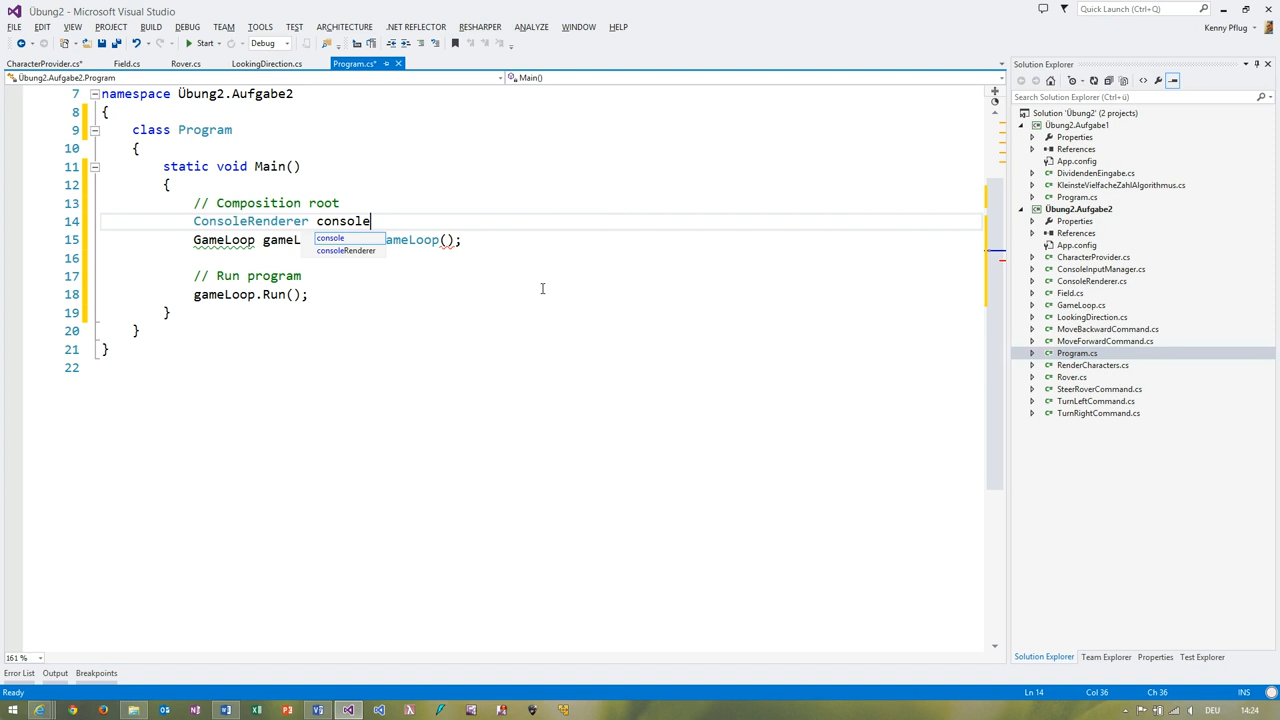 Übung2.Aufgabe2 - Microsoft Visual Studio
Quick Launch (Ctrl+Q)
FILE EDIT VIEW PROJECT BUILD DEBUG TEAM TOOLS TEST ARCHITECTURE .NET REFLECTOR RESHARPER ANALYZE WINDOW HELP
Kenny Pflug
Start Debug
CharacterProvider.cs* Field.cs Rover.cs LookingDirection.cs Program.cs*
Übung2.Aufgabe2.Program Main()
7 namespace Übung2.Aufgabe2
8 {
9 class Program
10 {
11 static void Main()
12 {
13 // Composition root
14 ConsoleRenderer console
15 GameLoop gameL ameLoop();
console
consoleRenderer
16
17 // Run program
18 gameLoop.Run();
19 }
20 }
21 }
22
161 %
Solution Explorer
Search Solution Explorer (Ctrl+ü)
Solution 'Übung2' (2 projects)
Übung2.Aufgabe1
Properties
References
App.config
DividendenEingabe.cs
KleinsteVielfacheZahlAlgorithmus.cs
Program.cs
Übung2.Aufgabe2
Properties
References
App.config
CharacterProvider.cs
ConsoleInputManager.cs
ConsoleRenderer.cs
Field.cs
GameLoop.cs
LookingDirection.cs
MoveBackwardCommand.cs
MoveForwardCommand.cs
Program.cs
RenderCharacters.cs
Rover.cs
SteerRoverCommand.cs
TurnLeftCommand.cs
TurnRightCommand.cs
Solution Explorer Team Explorer Properties Test Explorer
Error List Output Breakpoints
Ready Ln 14 Col 36 Ch 36 INS
DEU 14:24